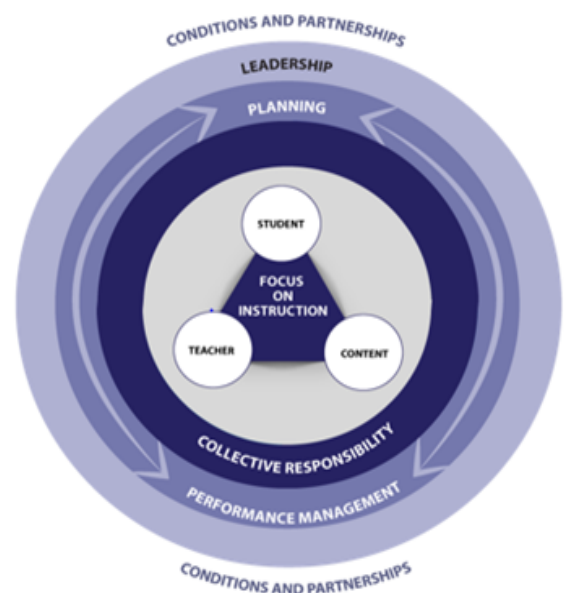 CONDITIONS AND PARTNERSHIPS
LEADERSHIP
PLANNING
STUDENT
FOCUS
ON
INSTRUCTION
TEACHER
CONTENT
COLLECTIVE RESPONSIBILITY
PERFORMANCE MANAGEMENT
CONDITIONS AND PARTNERSHIPS